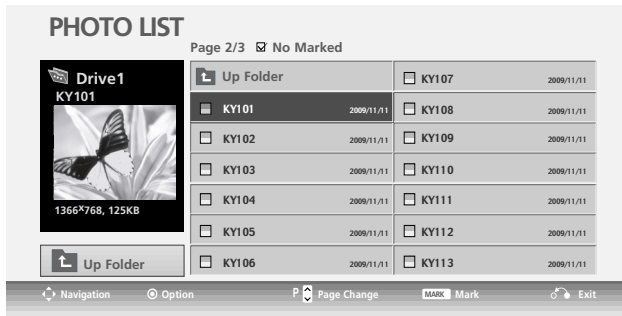 PHOTO LIST
Page 2/3 No Marked
Drive1
KY101
1366x768, 125KB
Up Folder
Up Folder
KY101 2009/11/11
KY102 2009/11/11
KY103 2009/11/11
KY104 2009/11/11
KY105 2009/11/11
KY106 2009/11/11
KY107 2009/11/11
KY108 2009/11/11
KY109 2009/11/11
KY110 2009/11/11
KY111 2009/11/11
KY112 2009/11/11
KY113 2009/11/11
Navigation Option P Page Change MARK Mark Exit